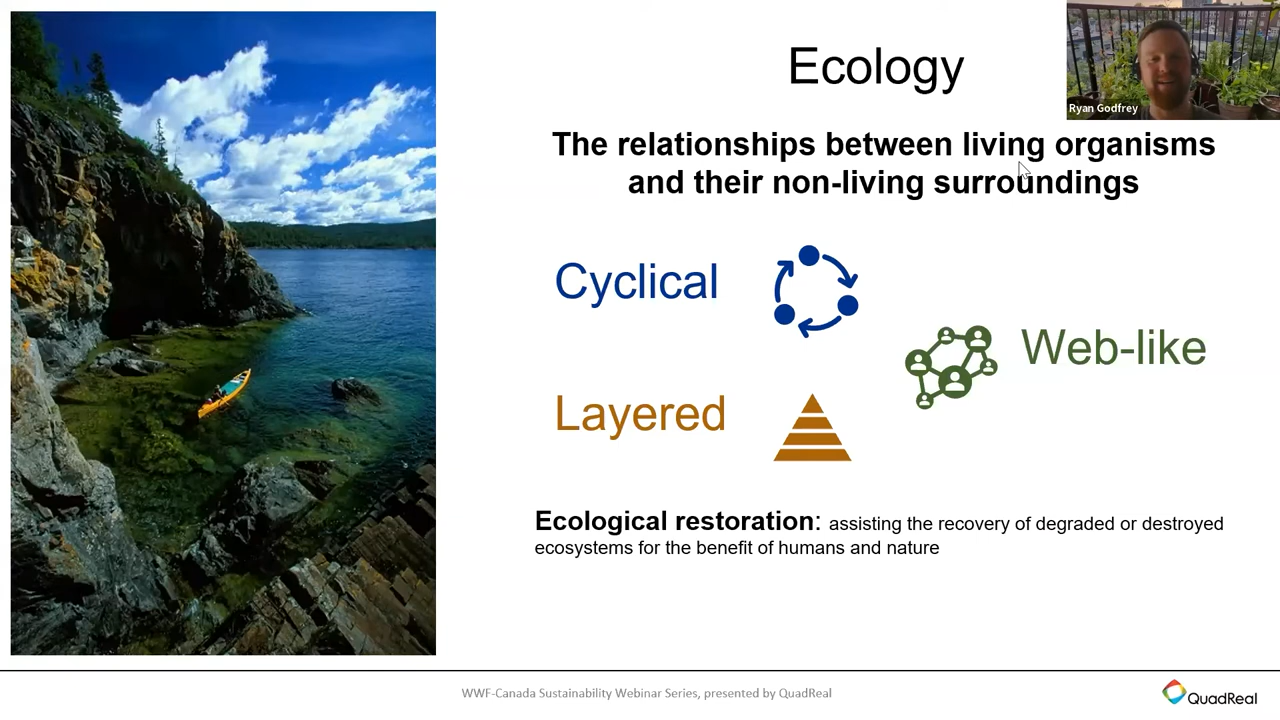 Ecology
Ryan Godfrey
The relationships between living organisms
and their non-living surroundings
Cyclical
Web-like
Layered
Ecological restoration: assisting the recovery of degraded or destroyed
ecosystems for the benefit of humans and nature
WWF-Canada Sustainability Webinar Series, presented by QuadReal
QuadReal